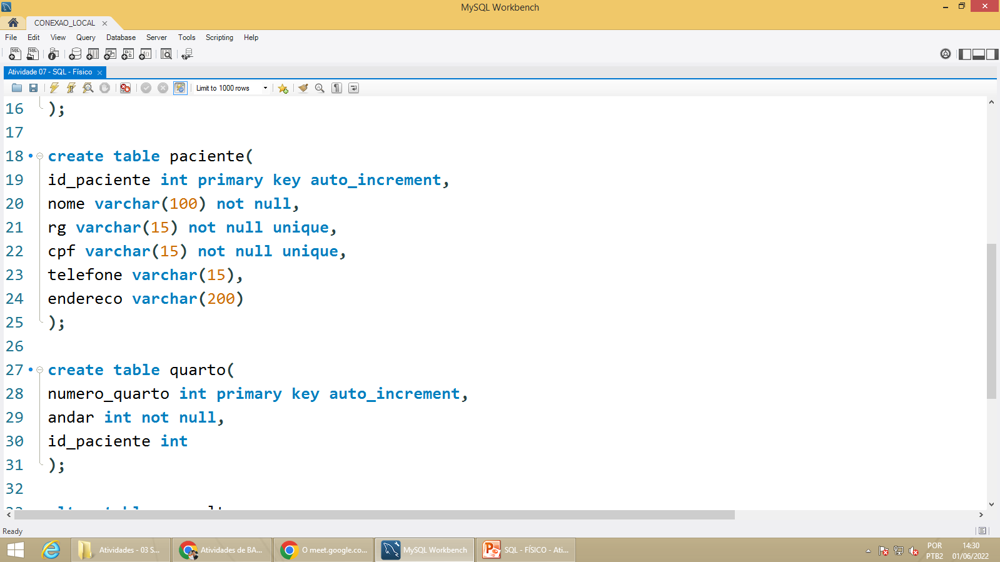 MySQL Workbench
CONEXAO_LOCAL
File Edit View Query Database Server Tools Scripting Help
Atividade 07 - SQL - Físico
Limit to 1000 rows
16 );
17
18 create table paciente(
19 id_paciente int primary key auto_increment,
20 nome varchar(100) not null,
21 rg varchar(15) not null unique,
22 cpf varchar(15) not null unique,
23 telefone varchar(15),
24 endereco varchar(200)
25 );
26
27 create table quarto(
28 numero_quarto int primary key auto_increment,
29 andar int not null,
30 id_paciente int
31 );
32
Ready
Atividades - 03 S... Atividades de BA... O meet.google.co... MySQL Workbench SQL - FÍSICO - Ati... POR 14:30
PTB2 01/06/2022